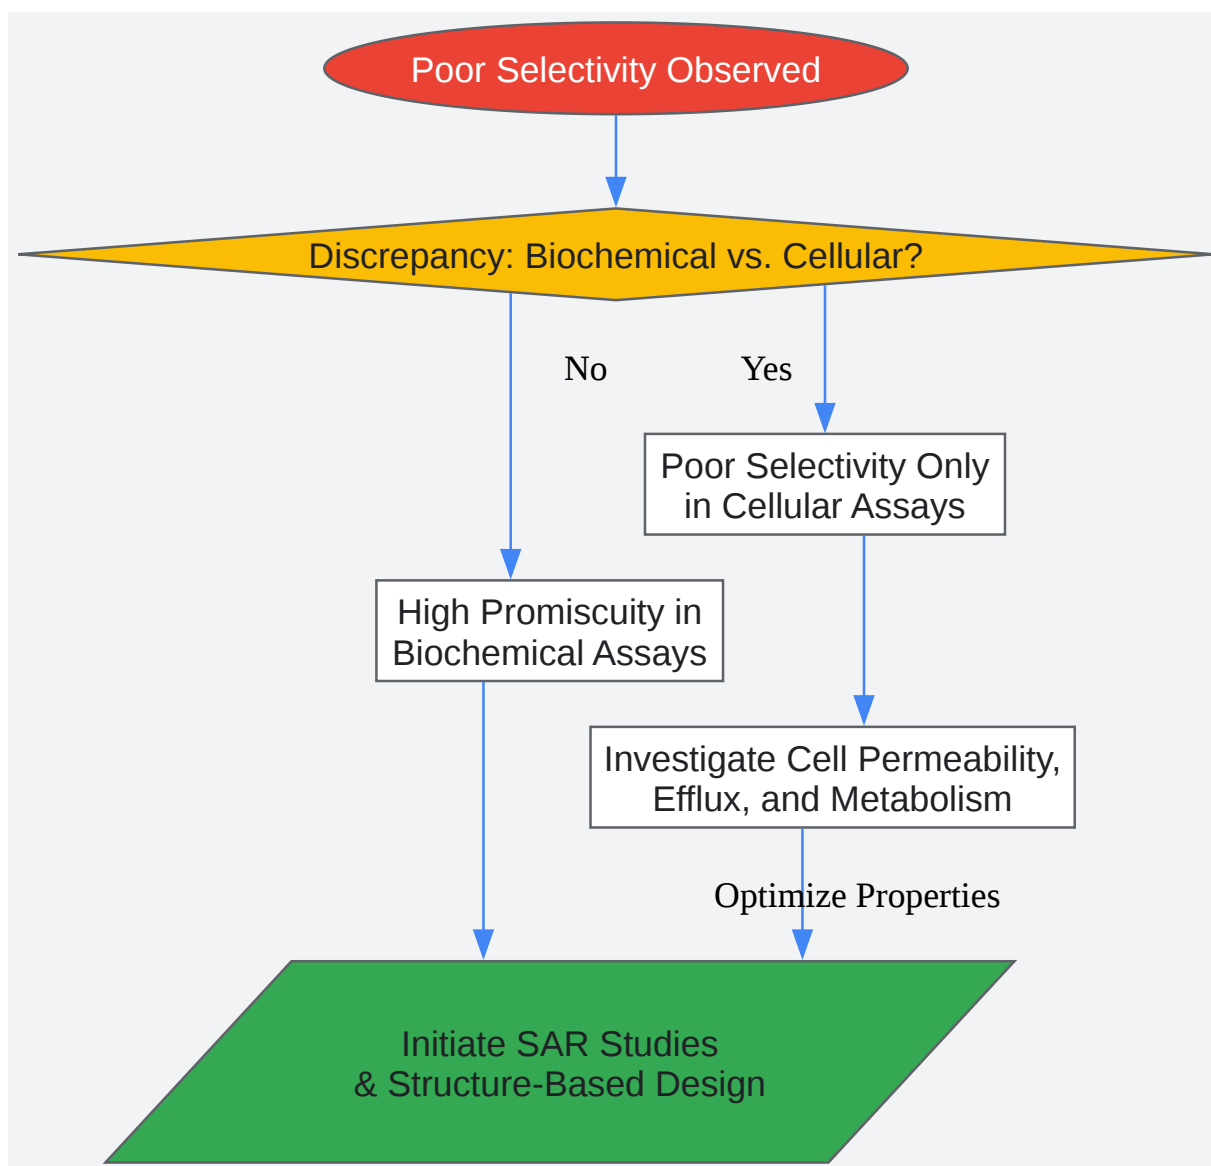 Poor Selectivity Observed
Discrepancy: Biochemical vs. Cellular?
No
Yes
Poor Selectivity Only
in Cellular Assays
High Promiscuity in
Biochemical Assays
Investigate Cell Permeability,
Efflux, and Metabolism
Optimize Properties
Initiate SAR Studies
& Structure-Based Design